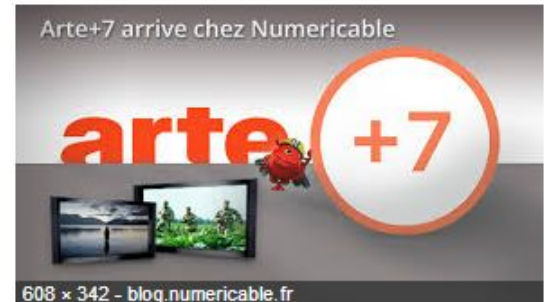 Arte+7 arrive chez Numericable
arte
+7
608 × 342 - blog.numericable.fr